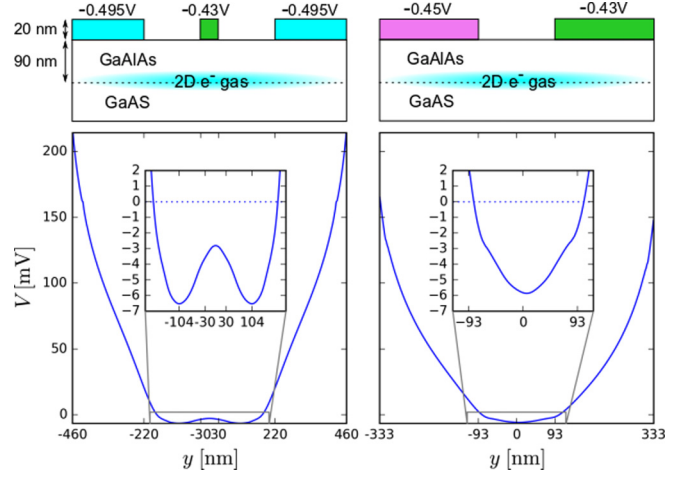 -0.495V -0.43V -0.495V -0.45V -0.43V
20 nm
90 nm
GaAlAs
2D e⁻ gas
GaAS
GaAlAs
2D e⁻ gas
GaAS
V [mV]
200
150
100
50
0
2
1
0
−1
−2
−3
−4
−5
−6
−7
-104 -30 30 104
2
1
0
−1
−2
−3
−4
−5
−6
−7
-93 0 93
-460 -220 -3030 220 460
y [nm]
-333 -93 0 93 333
y [nm]